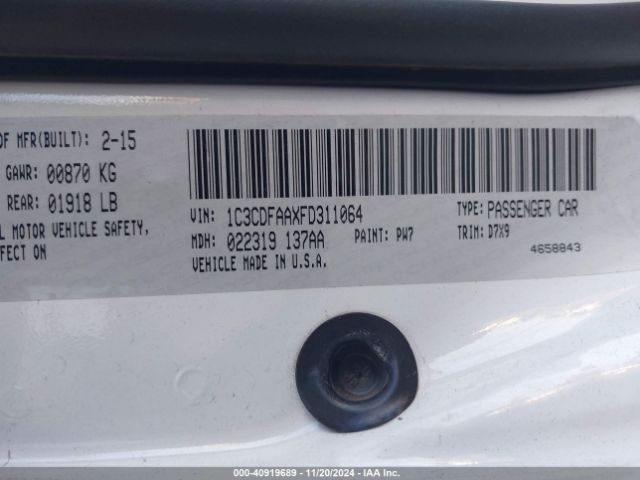 OF MFR(BUILT): 2-15
GAWR: 00870 KG
REAR: 01918 LB
MOTOR VEHICLE SAFETY,
ON
VIN: 1C3CDFAAXFD311064
TYPE: PASSENGER CAR
MDH: 022319 137AA
PAINT: PW7
TRIM: D7X9
VEHICLE MADE IN U.S.A.
4658843
000-40919689 - 11/20/2024 - IAA Inc.